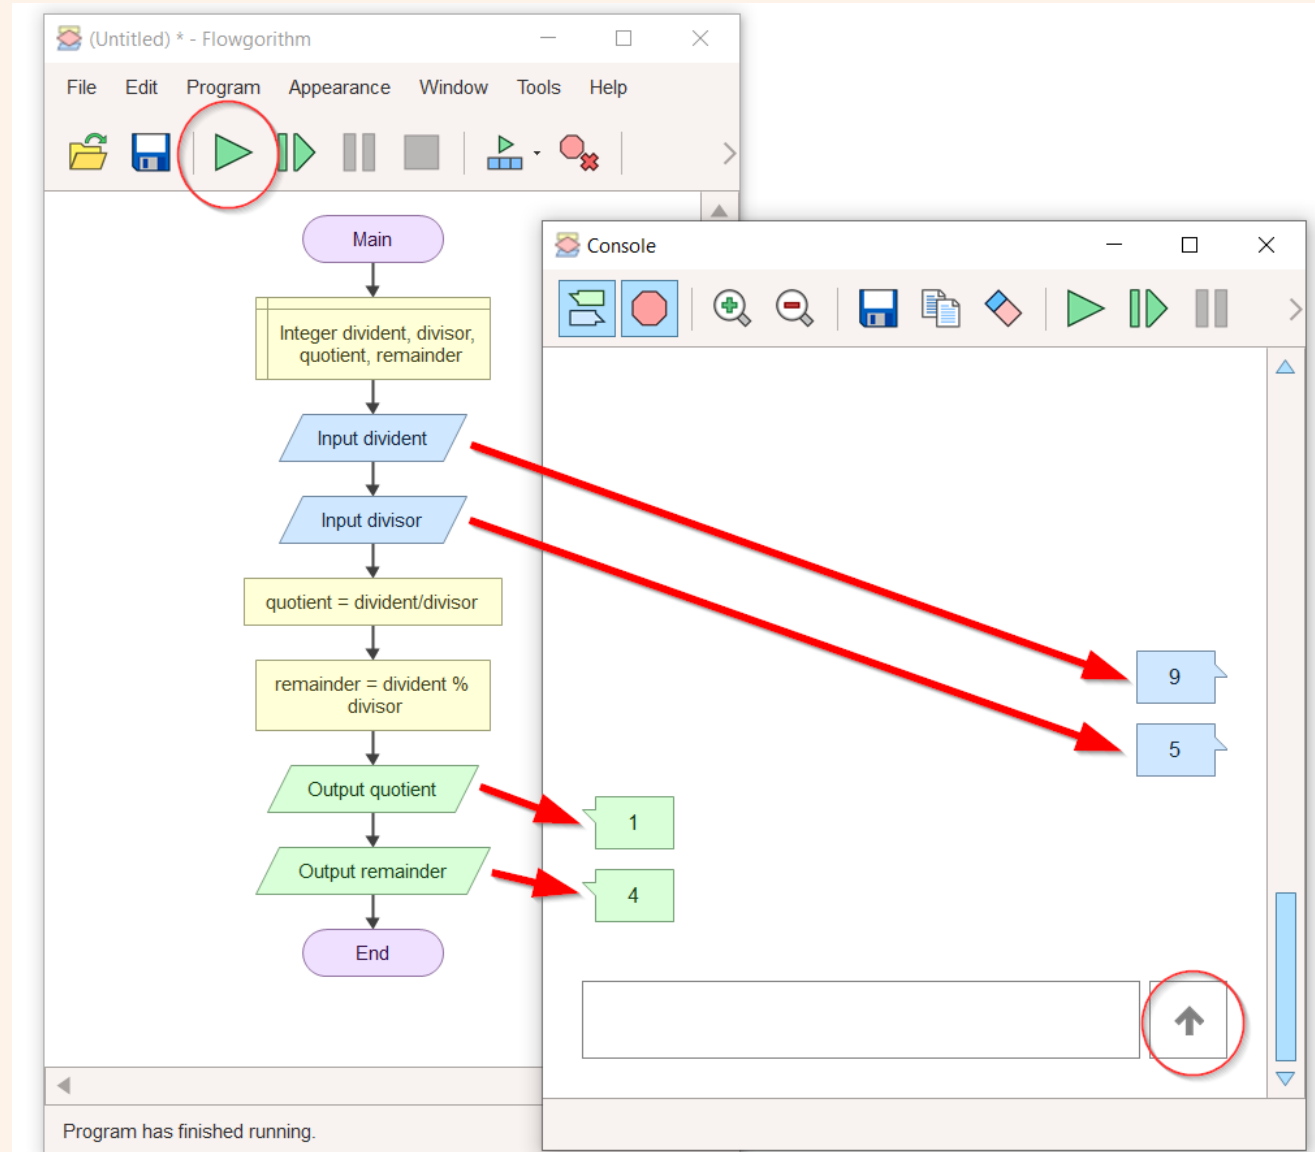 (Untitled) * - Flowgorithm
File Edit Program Appearance Window Tools Help
Main
Integer divident, divisor,
quotient, remainder
Input divident
Input divisor
quotient = divident/divisor
remainder = divident %
divisor
Output quotient
Output remainder
End
Program has finished running.
Console
9
5
1
4